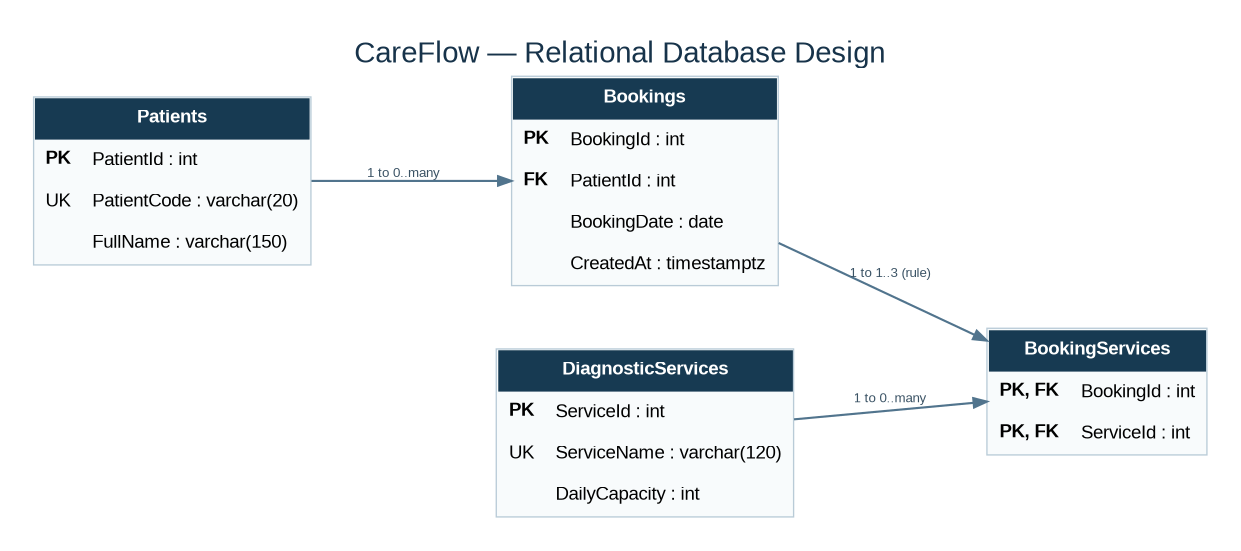 CareFlow — Relational Database Design
Patients
PK PatientId : int
UK PatientCode : varchar(20)
FullName : varchar(150)
1 to 0..many
Bookings
PK BookingId : int
FK PatientId : int
BookingDate : date
CreatedAt : timestamptz
1 to 1..3 (rule)
DiagnosticServices
PK ServiceId : int
UK ServiceName : varchar(120)
DailyCapacity : int
1 to 0..many
BookingServices
PK, FK BookingId : int
PK, FK ServiceId : int